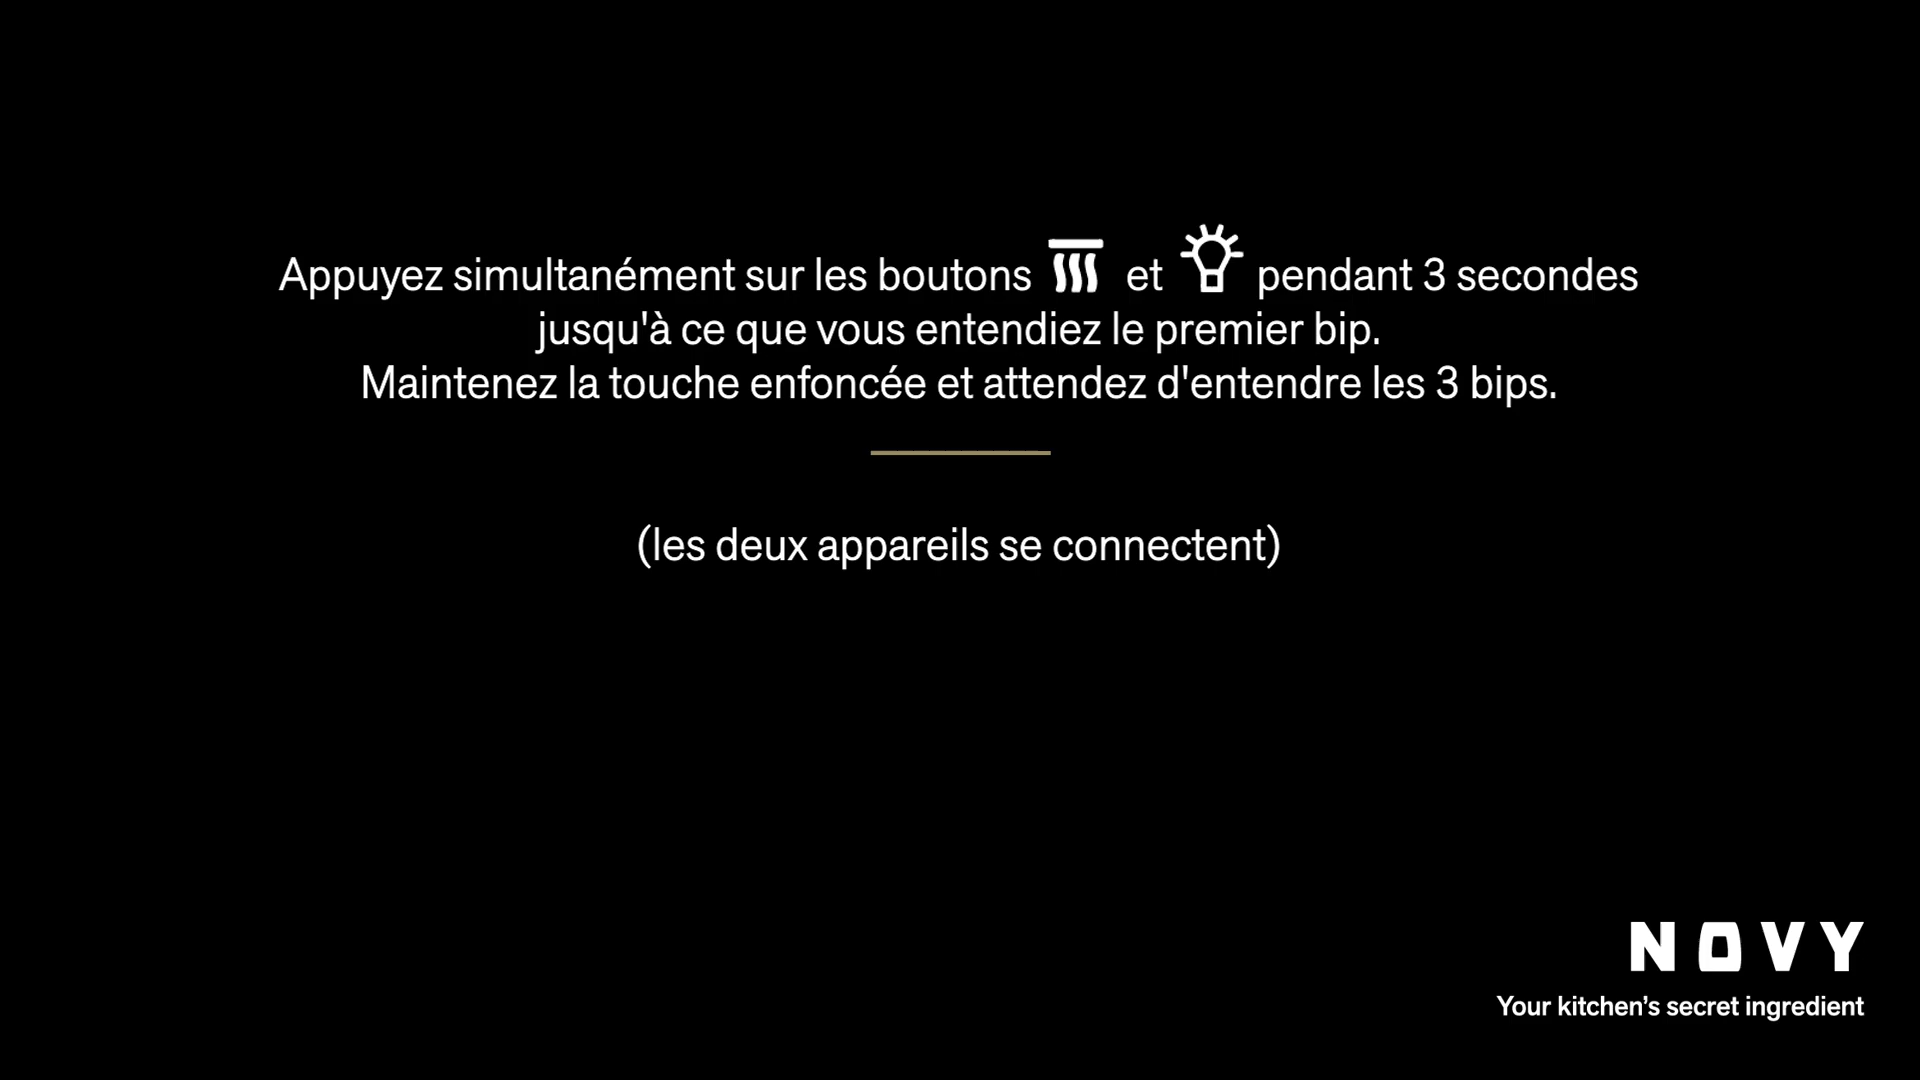 Appuyez simultanément sur les boutons et pendant 3 secondes
jusqu'à ce que vous entendiez le premier bip.
Maintenez la touche enfoncée et attendez d'entendre les 3 bips.
(les deux appareils se connectent)
NOVY
Your kitchen’s secret ingredient